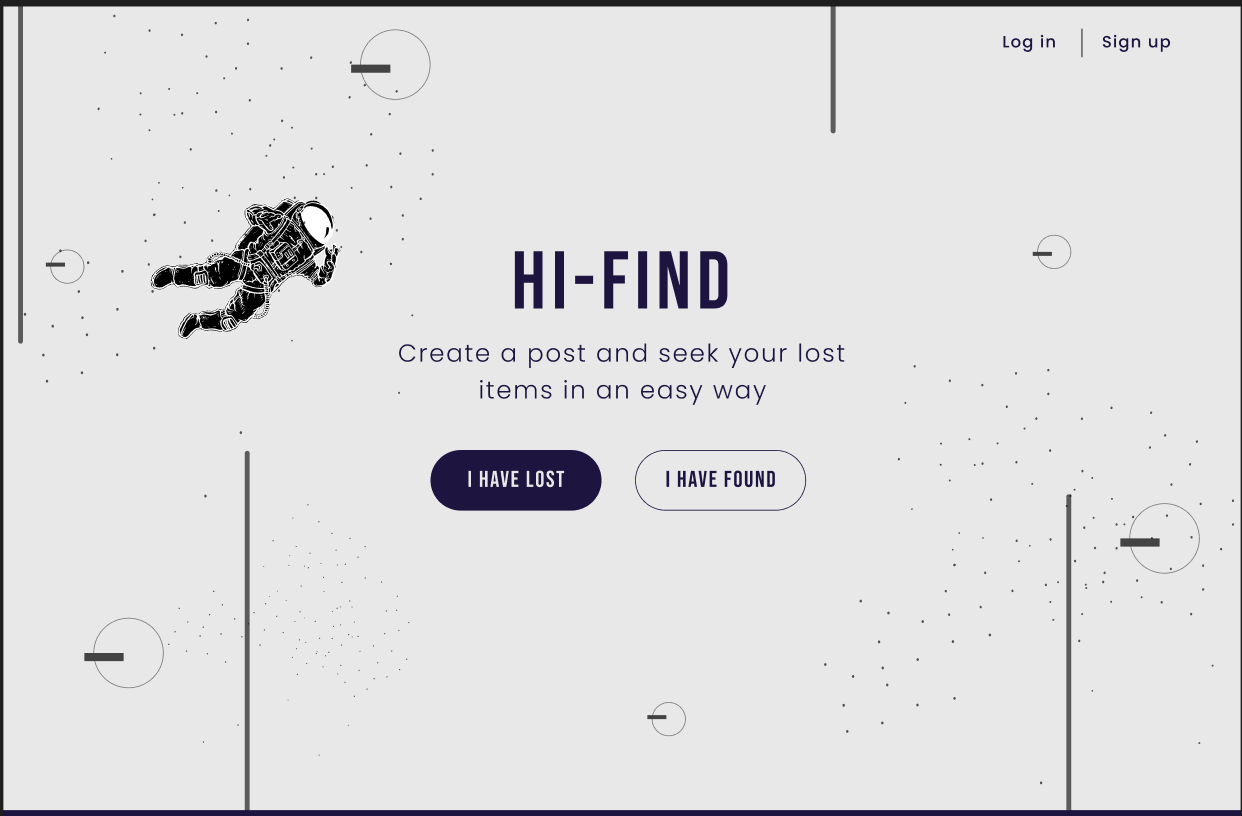 Log in
Sign up
HI-FIND
Create a post and seek your lost
items in an easy way
I HAVE LOST
I HAVE FOUND